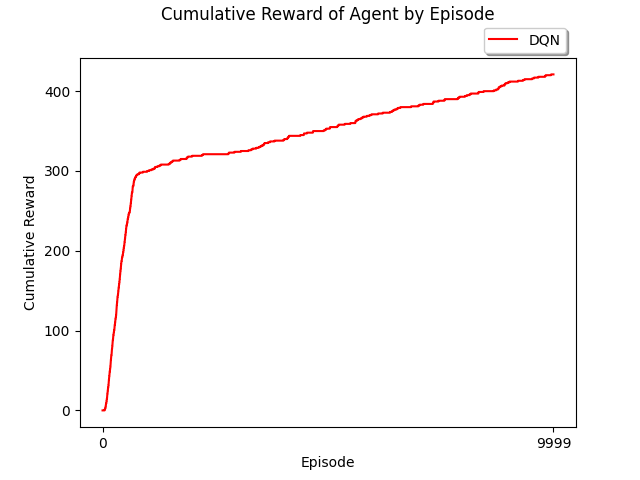 Cumulative Reward of Agent by Episode
DQN
400
300
200
100
0
Cumulative Reward
0
9999
Episode